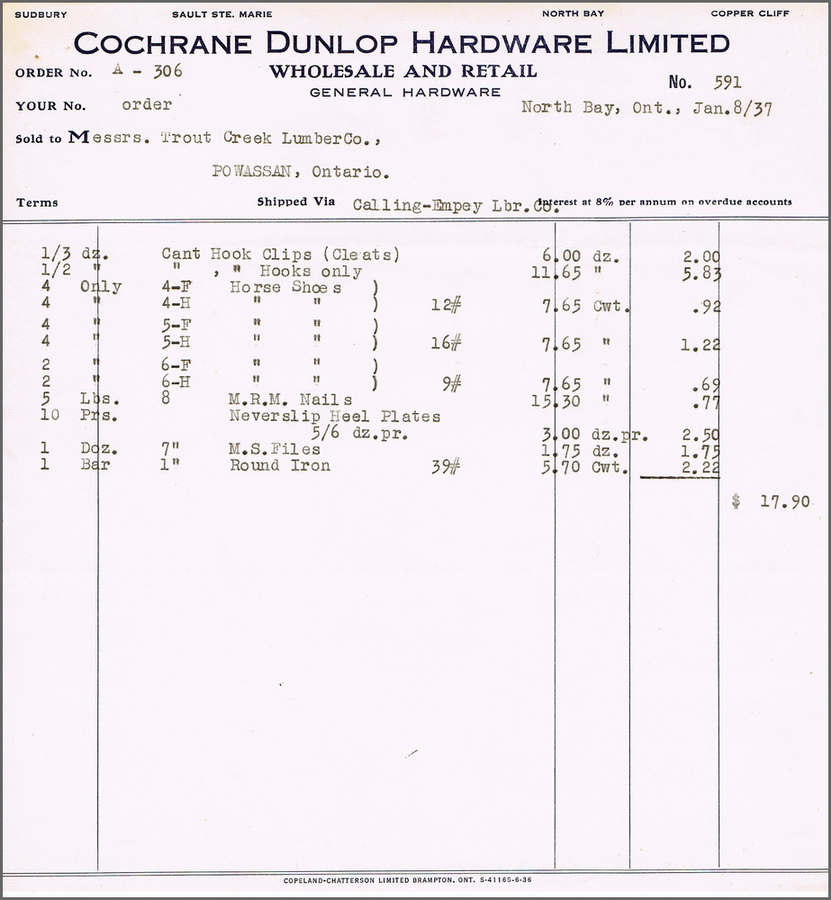 SUDBURY SAULT STE. MARIE NORTH BAY COPPER CLIFF
COCHRANE DUNLOP HARDWARE LIMITED
ORDER No. A - 306 WHOLESALE AND RETAIL No. 591
GENERAL HARDWARE
YOUR No. order North Bay, Ont., Jan.8/37
Sold to Messrs. Trout Creek LumberCo.,
POWASSAN, Ontario.
Terms Shipped Via Calling-Empey Lbr.Co. Interest at 8% per annum on overdue accounts
1/3 dz. Cant Hook Clips (Cleats) 6.00 dz. 2.00
1/2 " " , " Hooks only 11.65 " 5.83
4 Only 4-F Horse Shoes )
4 " 4-H " " ) 12# 7.65 Cwt. .92
4 " 5-F " " )
4 " 5-H " " ) 16# 7.65 " 1.22
2 " 6-F " " )
2 " 6-H " " ) 9# 7.65 " .69
5 Lbs. 8 M.R.M. Nails 15.30 " .77
10 Prs. Neverslip Heel Plates
5/6 dz.pr. 3.00 dz.pr. 2.50
1 Doz. 7" M.S.Files 1.75 dz. 1.75
1 Bar 1" Round Iron 39# 5.70 Cwt. 2.22
$ 17.90
COPELAND-CHATTERSON LIMITED BRAMPTON, ONT. S-41165-6-36